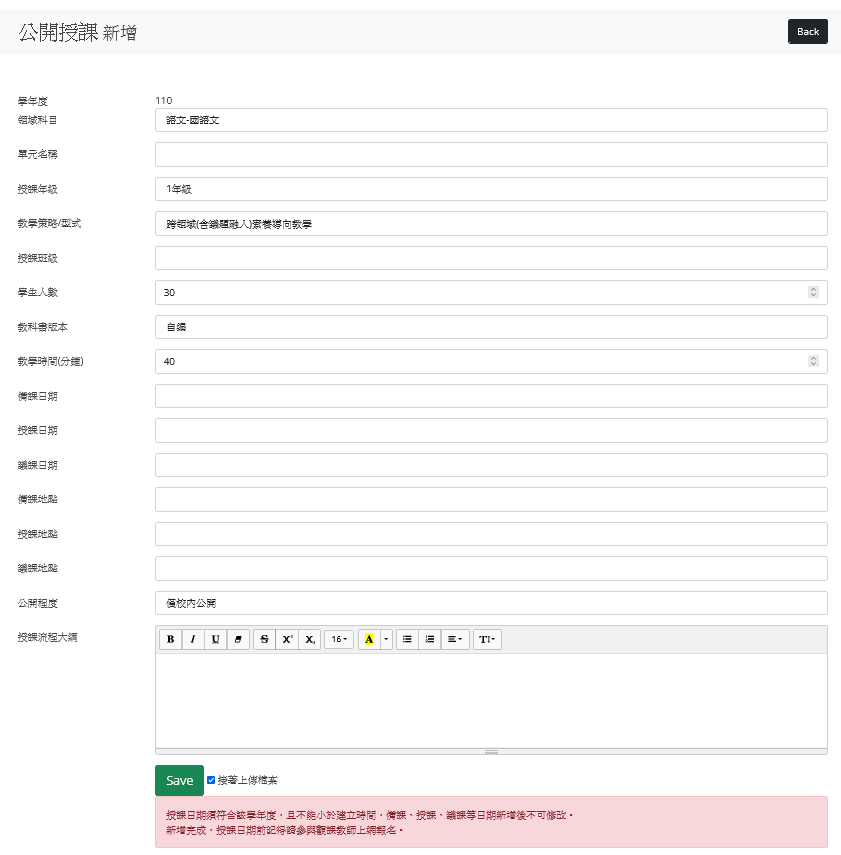 公開授課 新增
Back
學年度 110
領域科目 語文-國語文
單元名稱
授課年級 1年級
教學策略/型式 跨領域(含議題融入)素養導向教學
授課班級
學生人數 30
教科書版本 自編
教學時間(分鐘) 40
備課日期
授課日期
議課日期
備課地點
授課地點
議課地點
公開程度 僅校內公開
授課流程大綱 B I U S X² X₂ 16 A T
Save 接著上傳檔案
授課日期須符合該學年度，且不能小於建立時間，備課、授課、議課等日期新增後不可修改。
新增完成，授課日期前記得請參與觀課教師上網報名。